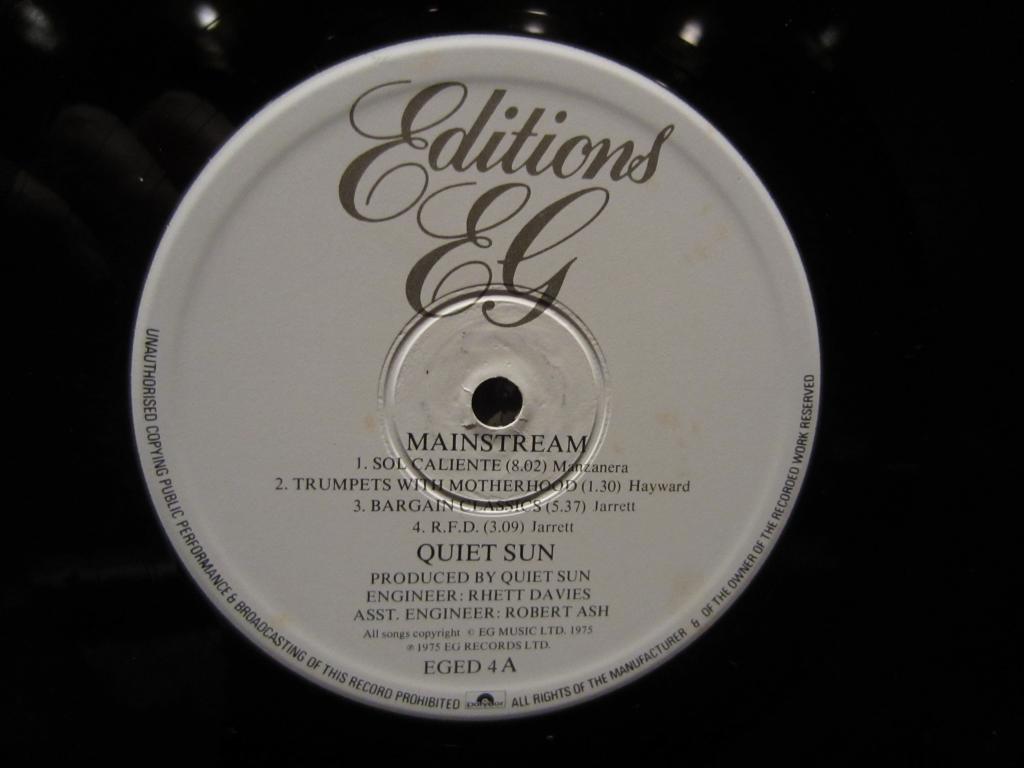 Editions
EG
MAINSTREAM
1. SOL CALIENTE (8.02) Manzanera
2. TRUMPETS WITH MOTHERHOOD (1.30) Hayward
3. BARGAIN CLASSICS (5.37) Jarrett
4. R.F.D. (3.09) Jarrett
QUIET SUN
PRODUCED BY QUIET SUN
ENGINEER: RHETT DAVIES
ASST. ENGINEER: ROBERT ASH
All songs copyright © EG MUSIC LTD. 1975
℗ 1975 EG RECORDS LTD.
EGED 4 A
UNAUTHORISED COPYING PUBLIC PERFORMANCE & BROADCASTING OF THIS RECORD PROHIBITED
polydor
ALL RIGHTS OF THE MANUFACTURER & OF THE OWNER OF THE RECORDED WORK RESERVED